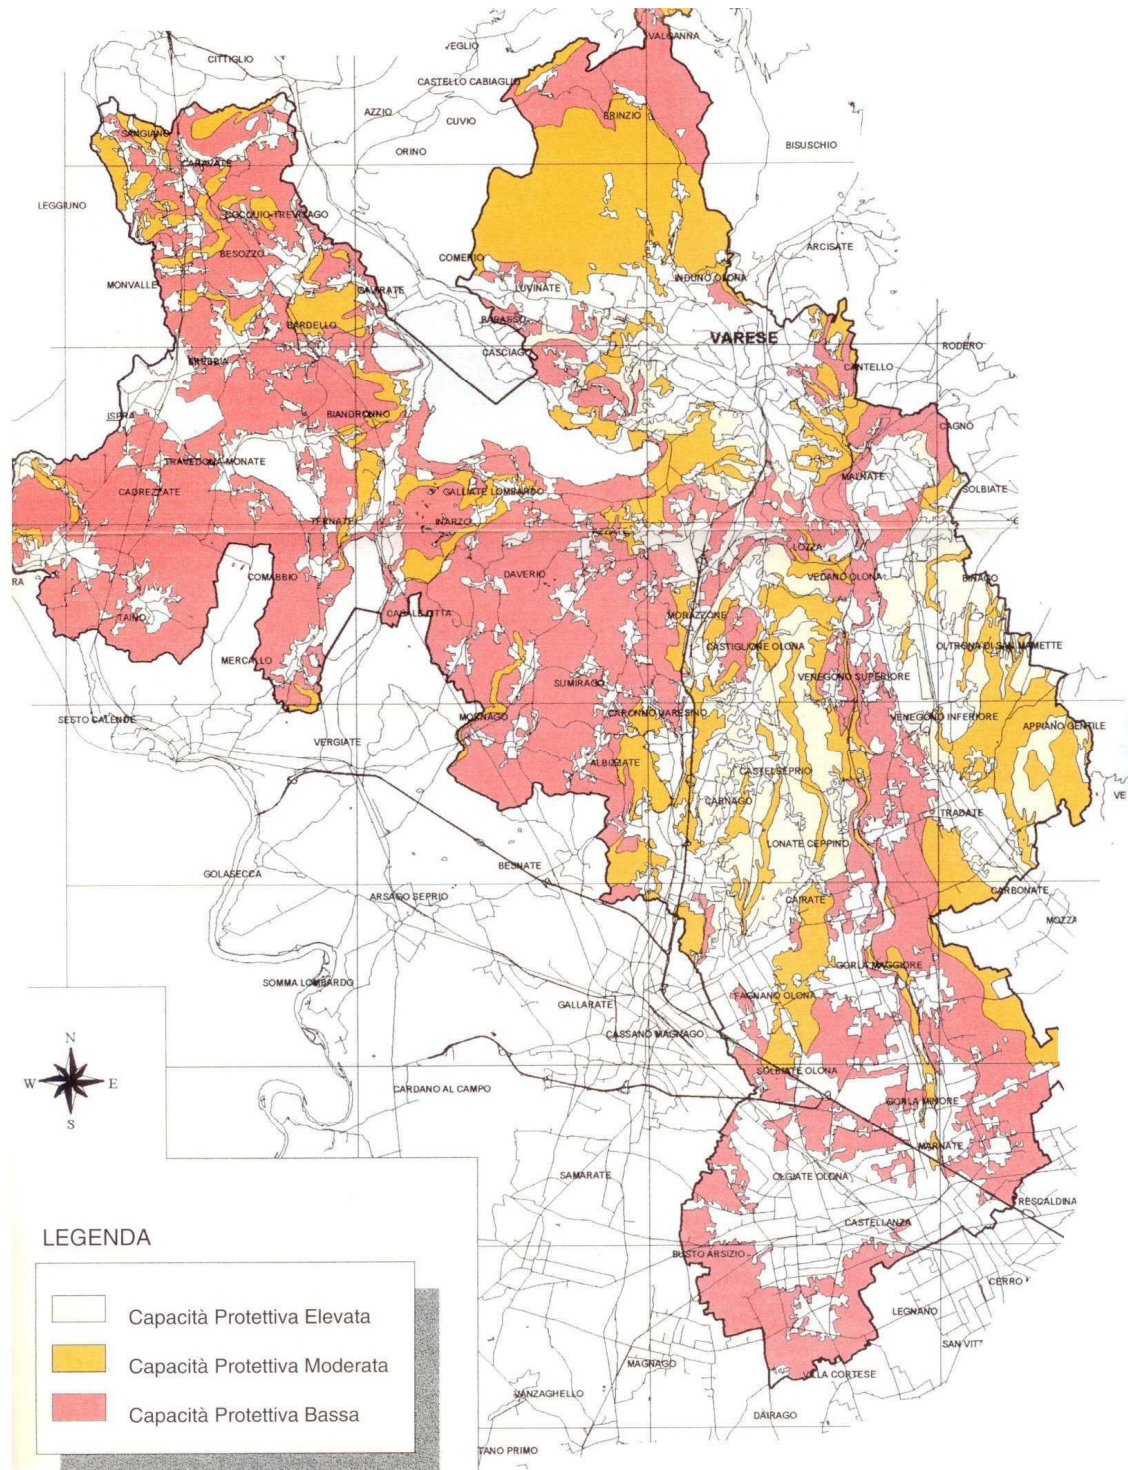 VALGANNA
VEGLIO
CITTIGLIO
CASTELLO CABIAGLIO
AZZIO
CUVIO
BRINZIO
SANGIANO
BISUSCHIO
ORINO
CARAVATE
LEGGIUNO
COCQUIO-TREVISAGO
ARCISATE
BESOZZO
COMERIO
INDUNO OLONA
MONVALLE
LUVINATE
GAVIRATE
BARASSO
BARDELLO
VARESE
RODERO
CASCIAGO
BREBBIA
CANTELLO
ISPRA
BIANDRONNO
CAGNO
TRAVEDONA-MONATE
MALNATE
CADREZZATE
GALLIATE LOMBARDO
SOLBIATE
TERNATE
INARZO
LOZZA
RA
COMABBIO
DAVERIO
VEDANO OLONA
BINAGO
TAINO
CASALE LITTA
MORAZZONE
CASTIGLIONE OLONA
OLTRONA DI SAN MAMETTE
MERCALLO
SUMIRAGO
VENEGONO SUPERIORE
SESTO CALENDE
MORNAGO
CARONNO VARESINO
VENEGONO INFERIORE
APPIANO GENTILE
VERGIATE
ALBIZZATE
CASTELSEPRIO
CARNAGO
VE
TRADATE
LONATE CEPPINO
BESNATE
GOLASECCA
ARSAGO SEPRIO
CARBONATE
CAIRATE
MOZZA
GORLA MAGGIORE
SOMMA LOMBARDO
FAGNANO OLONA
GALLARATE
CASSANO MAGNAGO
N
W E
S
SOLBIATE OLONA
CARDANO AL CAMPO
GORLA MINORE
MARNATE
SAMARATE
OLGIATE OLONA
RESCALDINA
CASTELLANZA
LEGENDA
BUSTO ARSIZIO
CERRO
LEGNANO
Capacità Protettiva Elevata
SAN VITT
Capacità Protettiva Moderata
MAGNAGO
VILLA CORTESE
VANZAGHELLO
Capacità Protettiva Bassa
DAIRAGO
TANO PRIMO